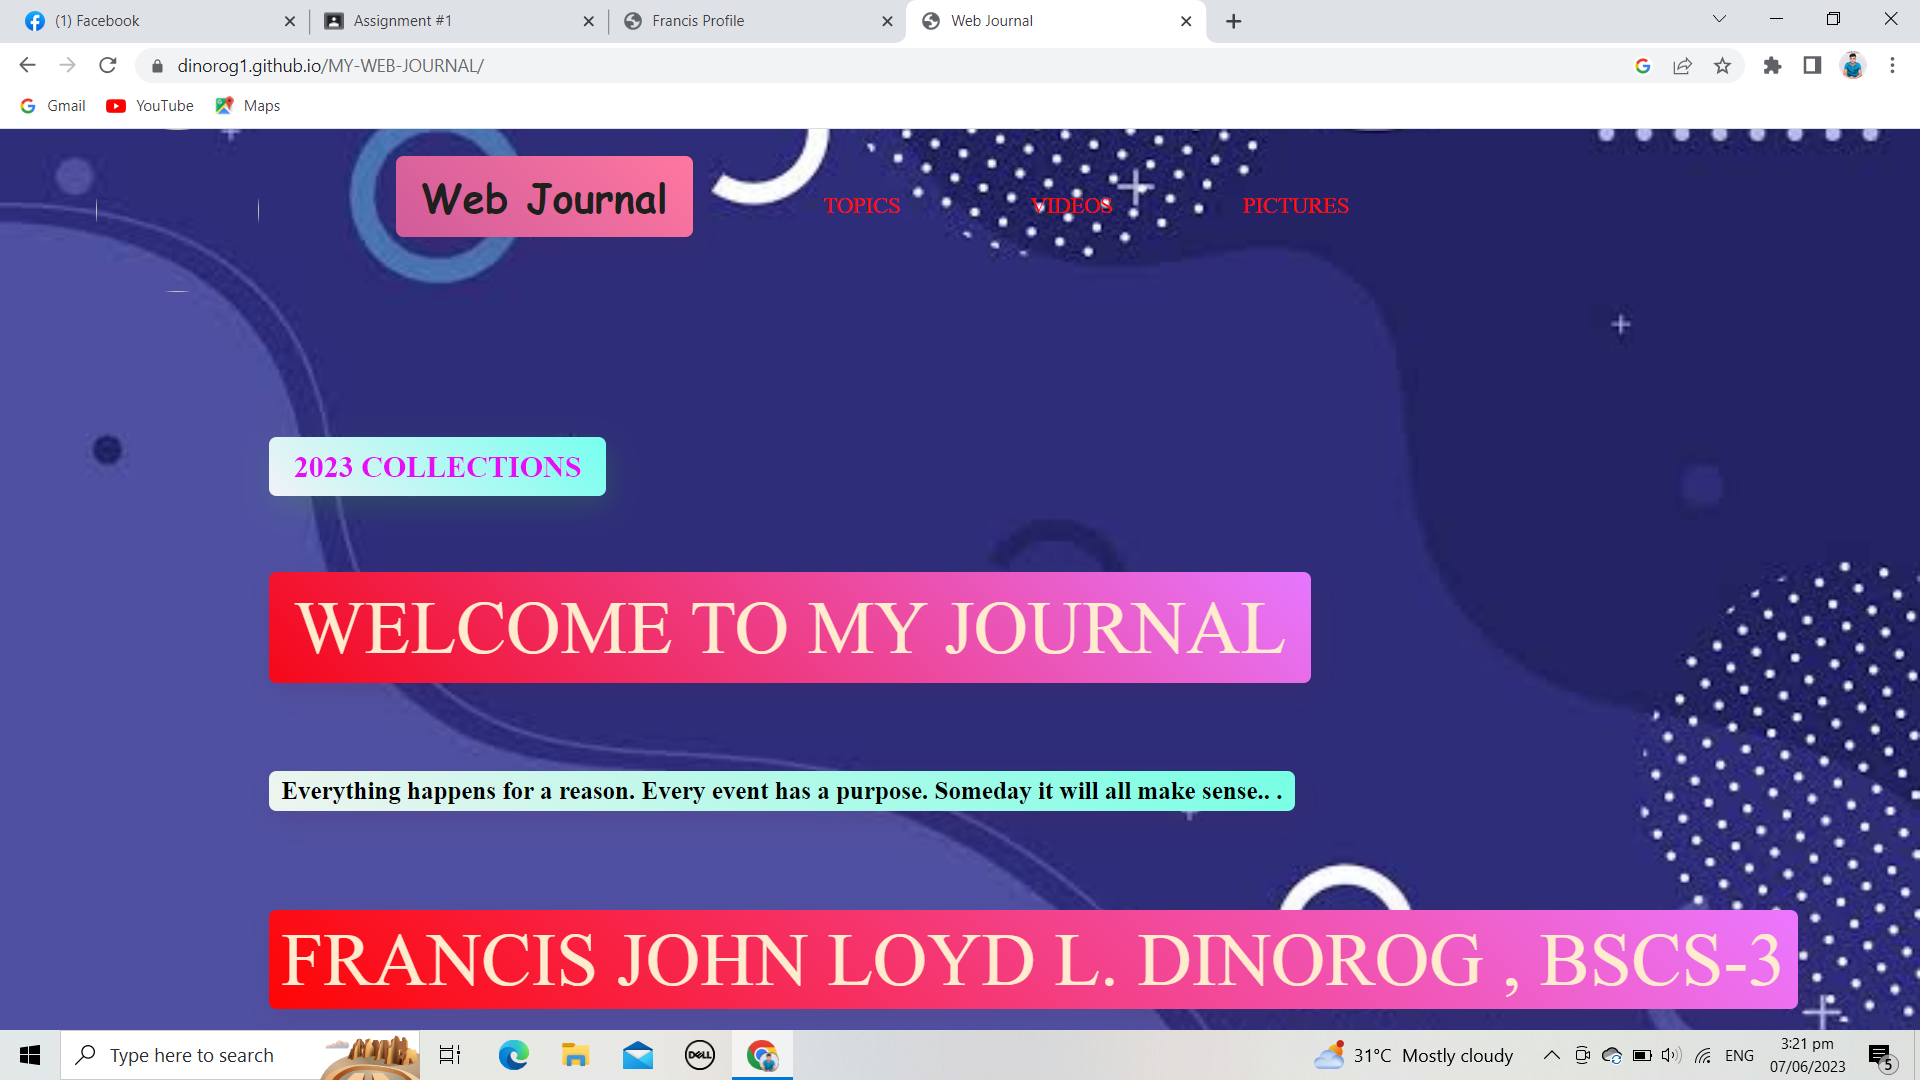 (1) Facebook
Assignment #1
Francis Profile
Web Journal
dinorog1.github.io/MY-WEB-JOURNAL/
Gmail
YouTube
Maps
Web Journal
TOPICS
VIDEOS
PICTURES
2023 COLLECTIONS
WELCOME TO MY JOURNAL
Everything happens for a reason. Every event has a purpose. Someday it will all make sense.. .
FRANCIS JOHN LOYD L. DINOROG , BSCS-3
Type here to search
DELL
31°C Mostly cloudy
ENG
3:21 pm
07/06/2023
5